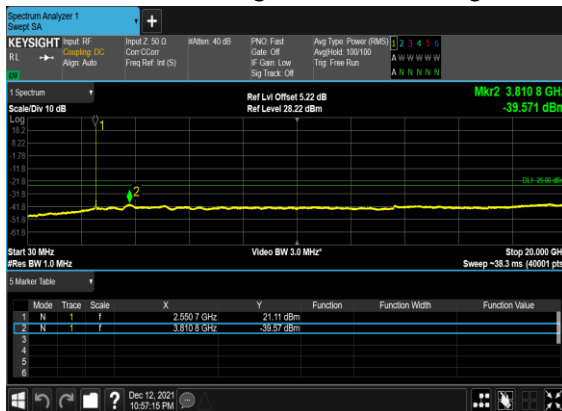 Spectrum Analyzer 1
Swept SA
KEYSIGHT Input: RF Input Z: 50 Ω #Atten: 40 dB PNO: Fast Avg Type: Power (RMS) 1 2 3 4 5 6
RL Coupling: DC Corr CCorr Gate: Off Avg|Hold: 100/100 A W W W W W
Align: Auto Freq Ref: Int (S) IF Gain: Low Trig: Free Run
LXI Sig Track: Off A N N N N N
1 Spectrum Ref Lvl Offset 5.22 dB Mkr2 3.810 8 GHz
Scale/Div 10 dB Ref Level 28.22 dBm -39.571 dBm
Log
18.2
8.22
-1.78
-11.8
-21.8
-31.8
-41.8
-51.8
-61.8
1
2
DL1 -25.00 dBm
Start 30 MHz Video BW 3.0 MHz* Stop 20.000 GHz
#Res BW 1.0 MHz Sweep ~38.3 ms (40001 pts)
5 Marker Table
Mode Trace Scale X Y Function Function Width Function Value
1 N 1 f 2.550 7 GHz 21.11 dBm
2 N 1 f 3.810 8 GHz -39.57 dBm
3
4
5
6
? Dec 12, 2021
10:57:15 PM